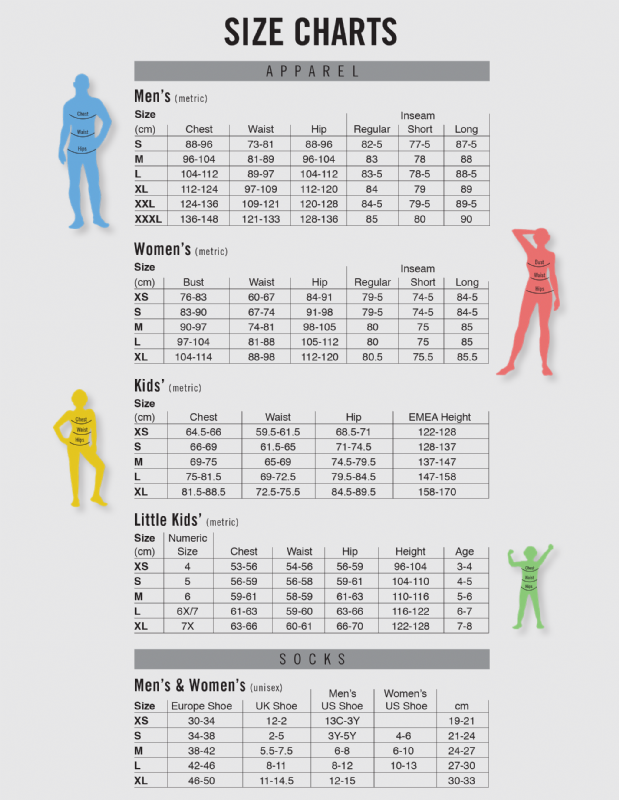 SIZE CHARTS
APPAREL
Men's (metric)
Size Inseam
(cm) Chest Waist Hip Regular Short Long
S 88-96 73-81 88-96 82-5 77-5 87-5
M 96-104 81-89 96-104 83 78 88
L 104-112 89-97 104-112 83-5 78-5 88-5
XL 112-124 97-109 112-120 84 79 89
XXL 124-136 109-121 120-128 84-5 79-5 89-5
XXXL 136-148 121-133 128-136 85 80 90
Chest
Waist
Hips
Women's (metric)
Size Inseam
(cm) Bust Waist Hip Regular Short Long
XS 76-83 60-67 84-91 79-5 74-5 84-5
S 83-90 67-74 91-98 79-5 74-5 84-5
M 90-97 74-81 98-105 80 75 85
L 97-104 81-88 105-112 80 75 85
XL 104-114 88-98 112-120 80.5 75.5 85.5
Bust
Waist
Hips
Kids' (metric)
Size
(cm) Chest Waist Hip EMEA Height
XS 64.5-66 59.5-61.5 68.5-71 122-128
S 66-69 61.5-65 71-74.5 128-137
M 69-75 65-69 74.5-79.5 137-147
L 75-81.5 69-72.5 79.5-84.5 147-158
XL 81.5-88.5 72.5-75.5 84.5-89.5 158-170
Chest
Waist
Hips
Little Kids' (metric)
Size Numeric
(cm) Size Chest Waist Hip Height Age
XS 4 53-56 54-56 56-59 96-104 3-4
S 5 56-59 56-58 59-61 104-110 4-5
M 6 59-61 58-59 61-63 110-116 5-6
L 6X/7 61-63 59-60 63-66 116-122 6-7
XL 7X 63-66 60-61 66-70 122-128 7-8
Chest
Waist
Hips
SOCKS
Men's & Women's (unisex)
Men's Women's
Size Europe Shoe UK Shoe US Shoe US Shoe cm
XS 30-34 12-2 13C-3Y 19-21
S 34-38 2-5 3Y-5Y 4-6 21-24
M 38-42 5.5-7.5 6-8 6-10 24-27
L 42-46 8-11 8-12 10-13 27-30
XL 46-50 11-14.5 12-15 30-33